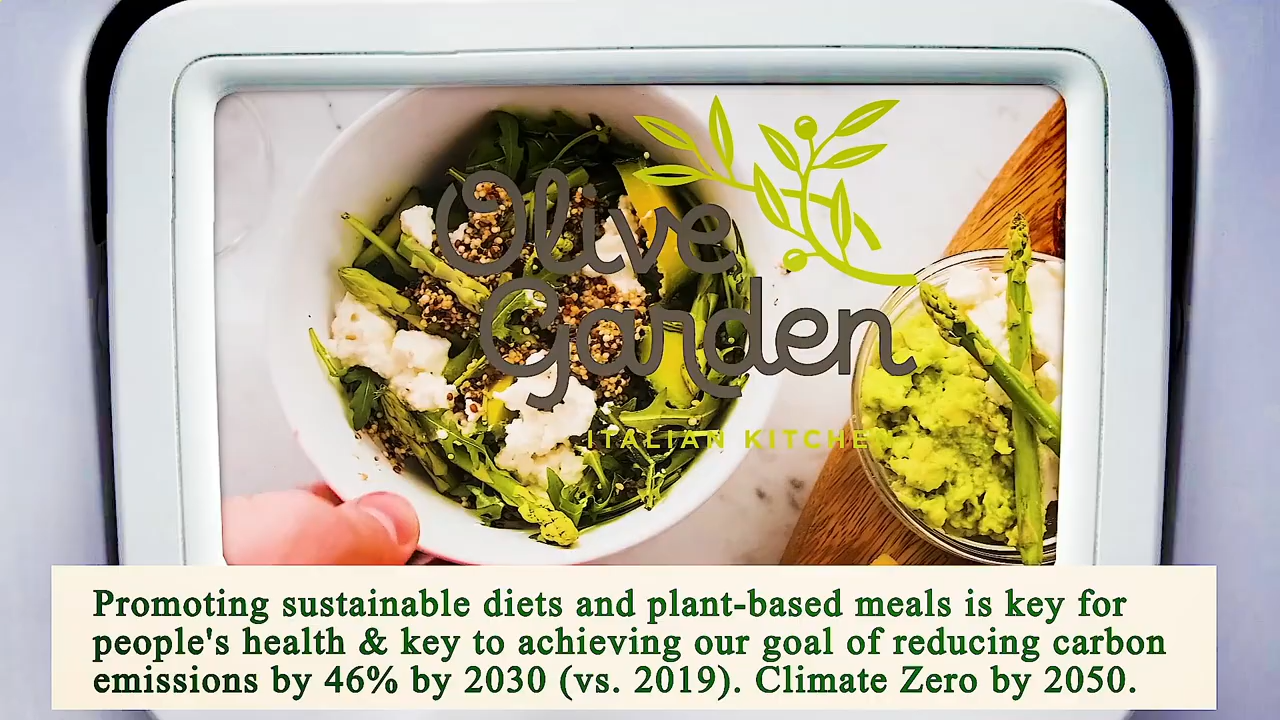 Olive
Garden
ITALIAN KITCHEN
Promoting sustainable diets and plant-based meals is key for
people's health & key to achieving our goal of reducing carbon
emissions by 46% by 2030 (vs. 2019). Climate Zero by 2050.